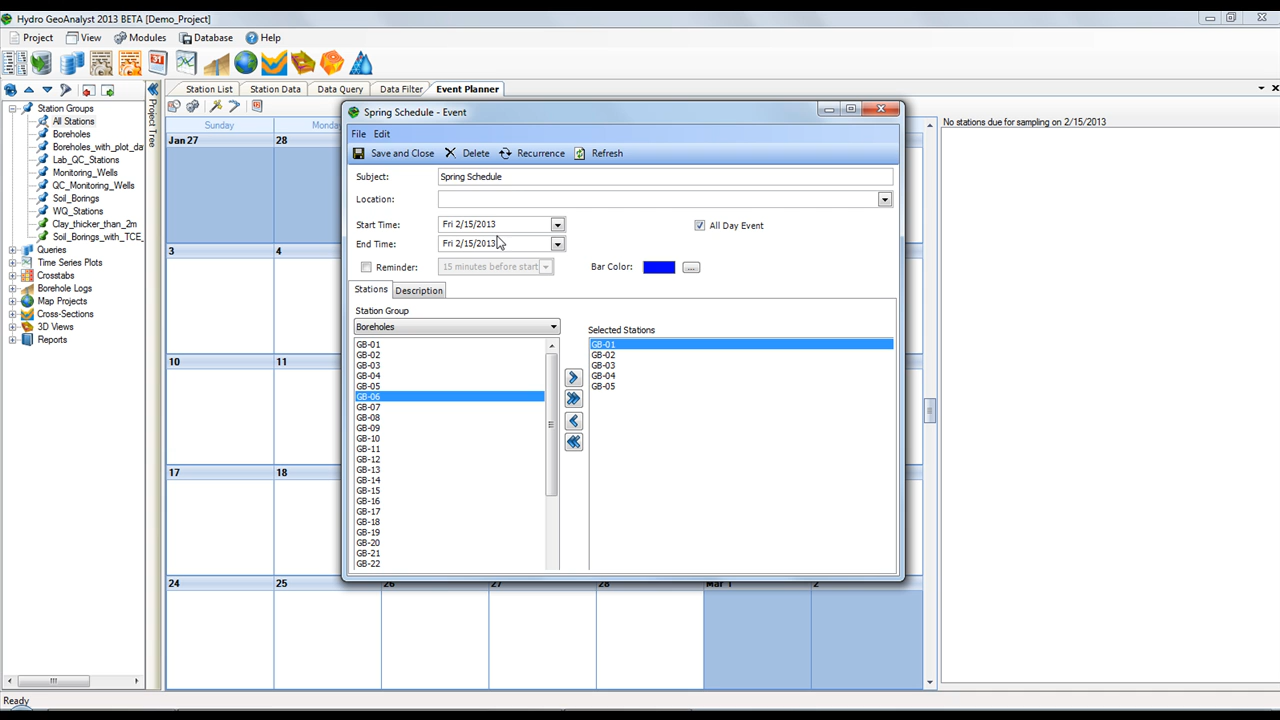 Hydro GeoAnalyst 2013 BETA [Demo_Project]
Project View Modules Database Help
Station List Station Data Data Query Data Filter Event Planner
Station Groups
All Stations
Boreholes
Boreholes_with_plot_da
Lab_QC_Stations
Monitoring_Wells
QC_Monitoring_Wells
Soil_Borings
WQ_Stations
Clay_thicker_than_2m
Soil_Borings_with_TCE_
Queries
Time Series Plots
Crosstabs
Borehole Logs
Map Projects
Cross-Sections
3D Views
Reports
Project Tree
Sunday Monda
Jan 27 28
3 4
10 11
17 18
24 25 26 27 28 Mar 1 2
Spring Schedule - Event
File Edit
Save and Close Delete Recurrence Refresh
Subject: Spring Schedule
Location:
Start Time: Fri 2/15/2013 All Day Event
End Time: Fri 2/15/2013
Reminder: 15 minutes before start Bar Color: ...
Stations Description
Station Group
Boreholes
GB-01
GB-02
GB-03
GB-04
GB-05
GB-06
GB-07
GB-08
GB-09
GB-10
GB-11
GB-12
GB-13
GB-14
GB-15
GB-16
GB-17
GB-18
GB-19
GB-20
GB-21
GB-22
Selected Stations
GB-01
GB-02
GB-03
GB-04
GB-05
No stations due for sampling on 2/15/2013
Ready